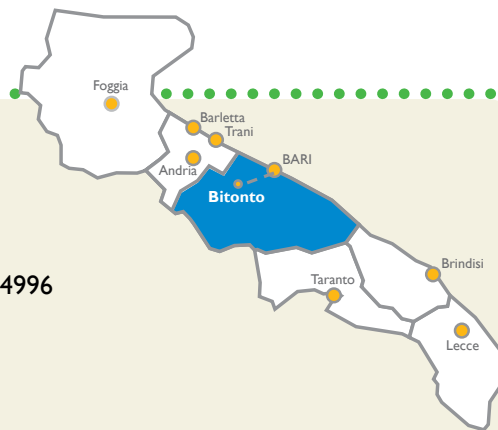 Foggia
Barletta
Trani
Andria
BARI
Bitonto
4996
Brindisi
Taranto
Lecce